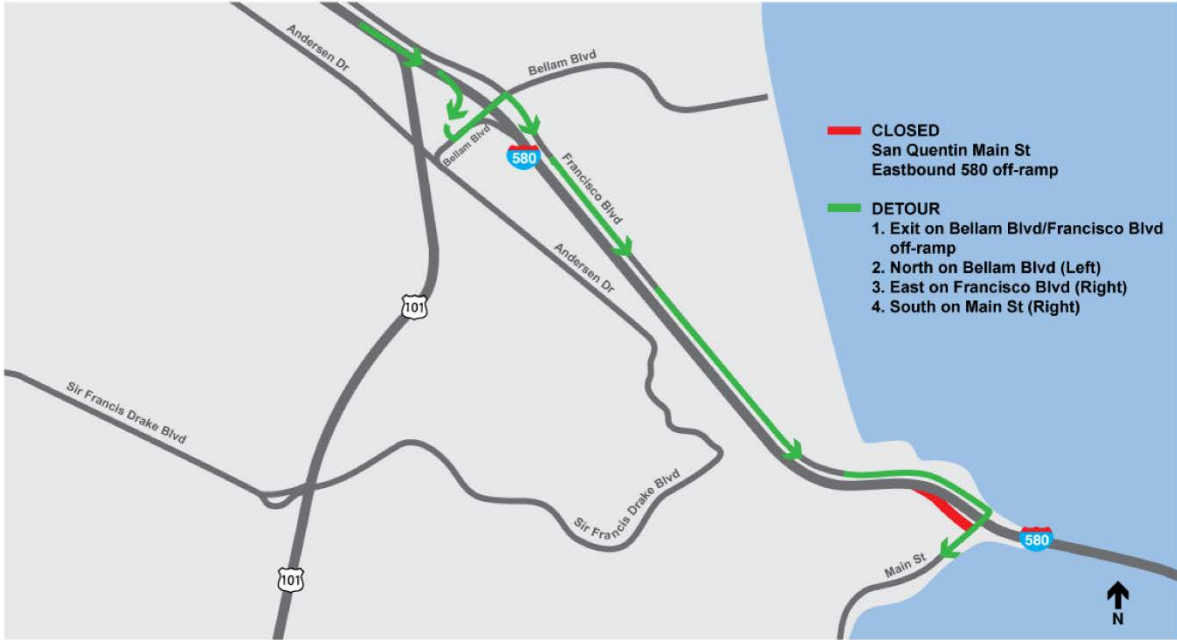 Andersen Dr
Bellam Blvd
Bellam Blvd
580
Francisco Blvd
CLOSED
San Quentin Main St
Eastbound 580 off-ramp
DETOUR
1. Exit on Bellam Blvd/Francisco Blvd
off-ramp
2. North on Bellam Blvd (Left)
3. East on Francisco Blvd (Right)
4. South on Main St (Right)
Andersen Dr
101
Sir Francis Drake Blvd
Sir Francis Drake Blvd
580
Main St
101
N